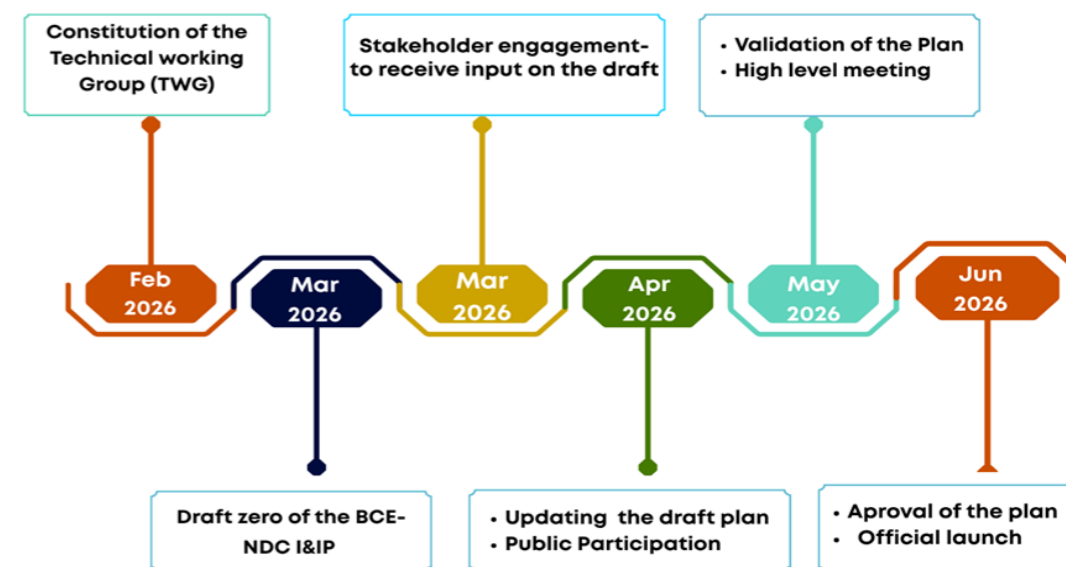 Constitution of the
Technical working
Group (TWG)
Stakeholder engagement-
to receive input on the draft
• Validation of the Plan
• High level meeting
Feb
2026
Mar
2026
Mar
2026
Apr
2026
May
2026
Jun
2026
Draft zero of the BCE-
NDC I&IP
• Updating the draft plan
• Public Participation
• Aproval of the plan
• Official launch